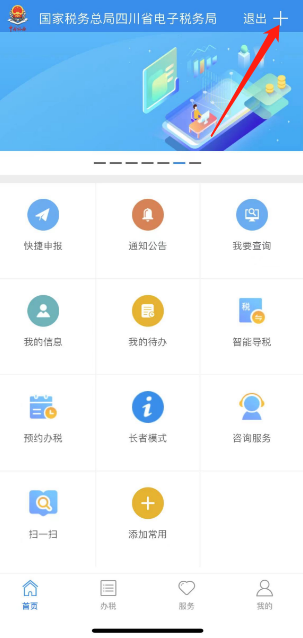 国家税务总局四川省电子税务局 退出
快捷申报 通知公告 我要查询
我的信息 我的待办 智能导税
税
预约办税 长者模式 咨询服务
扫一扫 添加常用
首页 办税 服务 我的